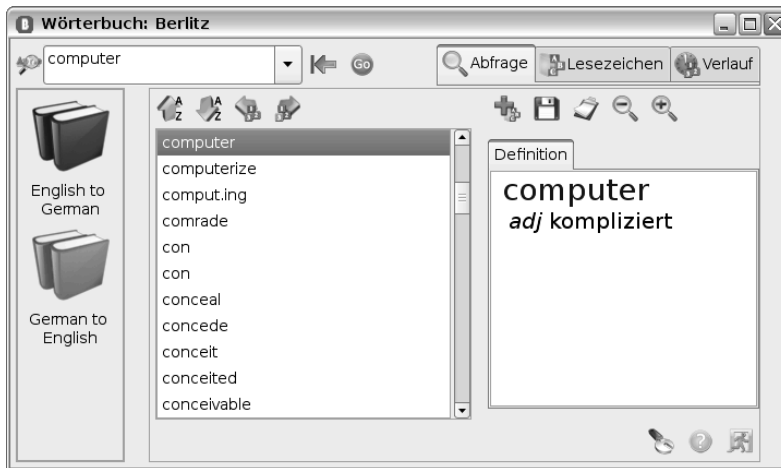 Wörterbuch: Berlitz
computer
GO
Abfrage
Lesezeichen
Verlauf
English to
German
German to
English
A
Z
Z
A
computer
computerize
comput.ing
comrade
con
con
conceal
concede
conceit
conceited
conceivable
Definition
computer
adj kompliziert